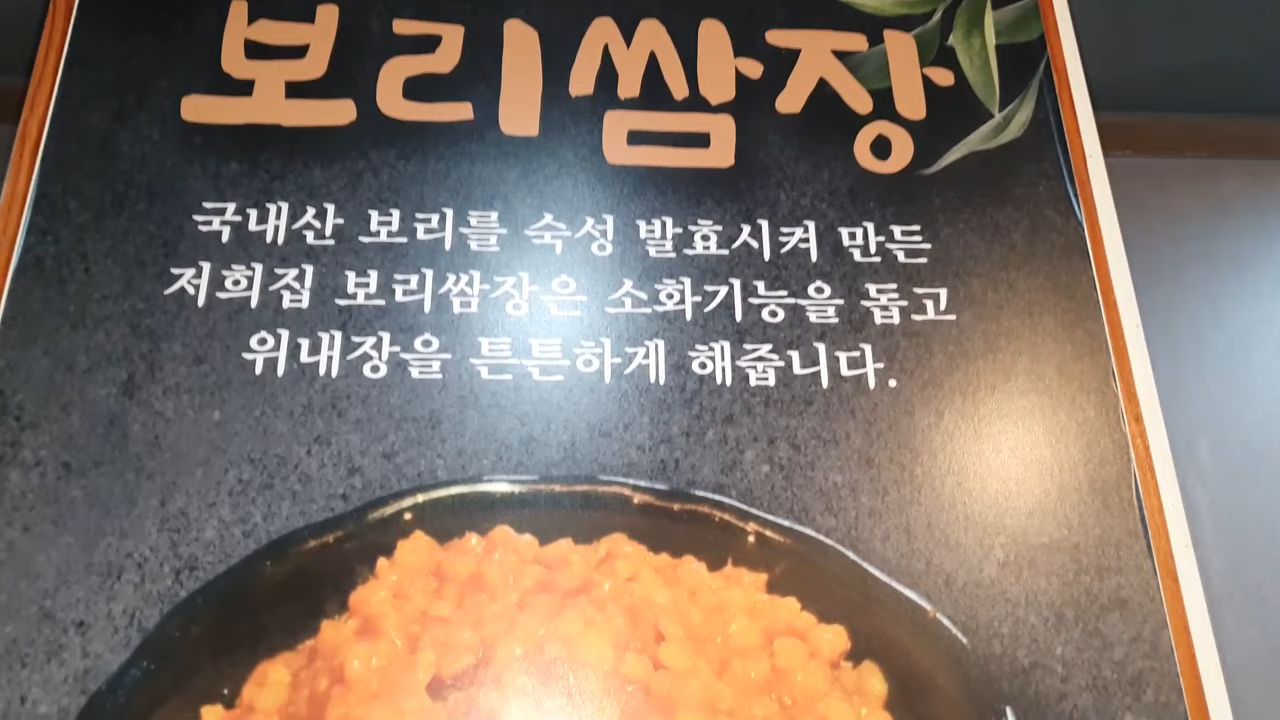 보리쌈장
국내산 보리를 숙성 발효시켜 만든
저희집 보리쌈장은 소화기능을 돕고
위내장을 튼튼하게 해줍니다.